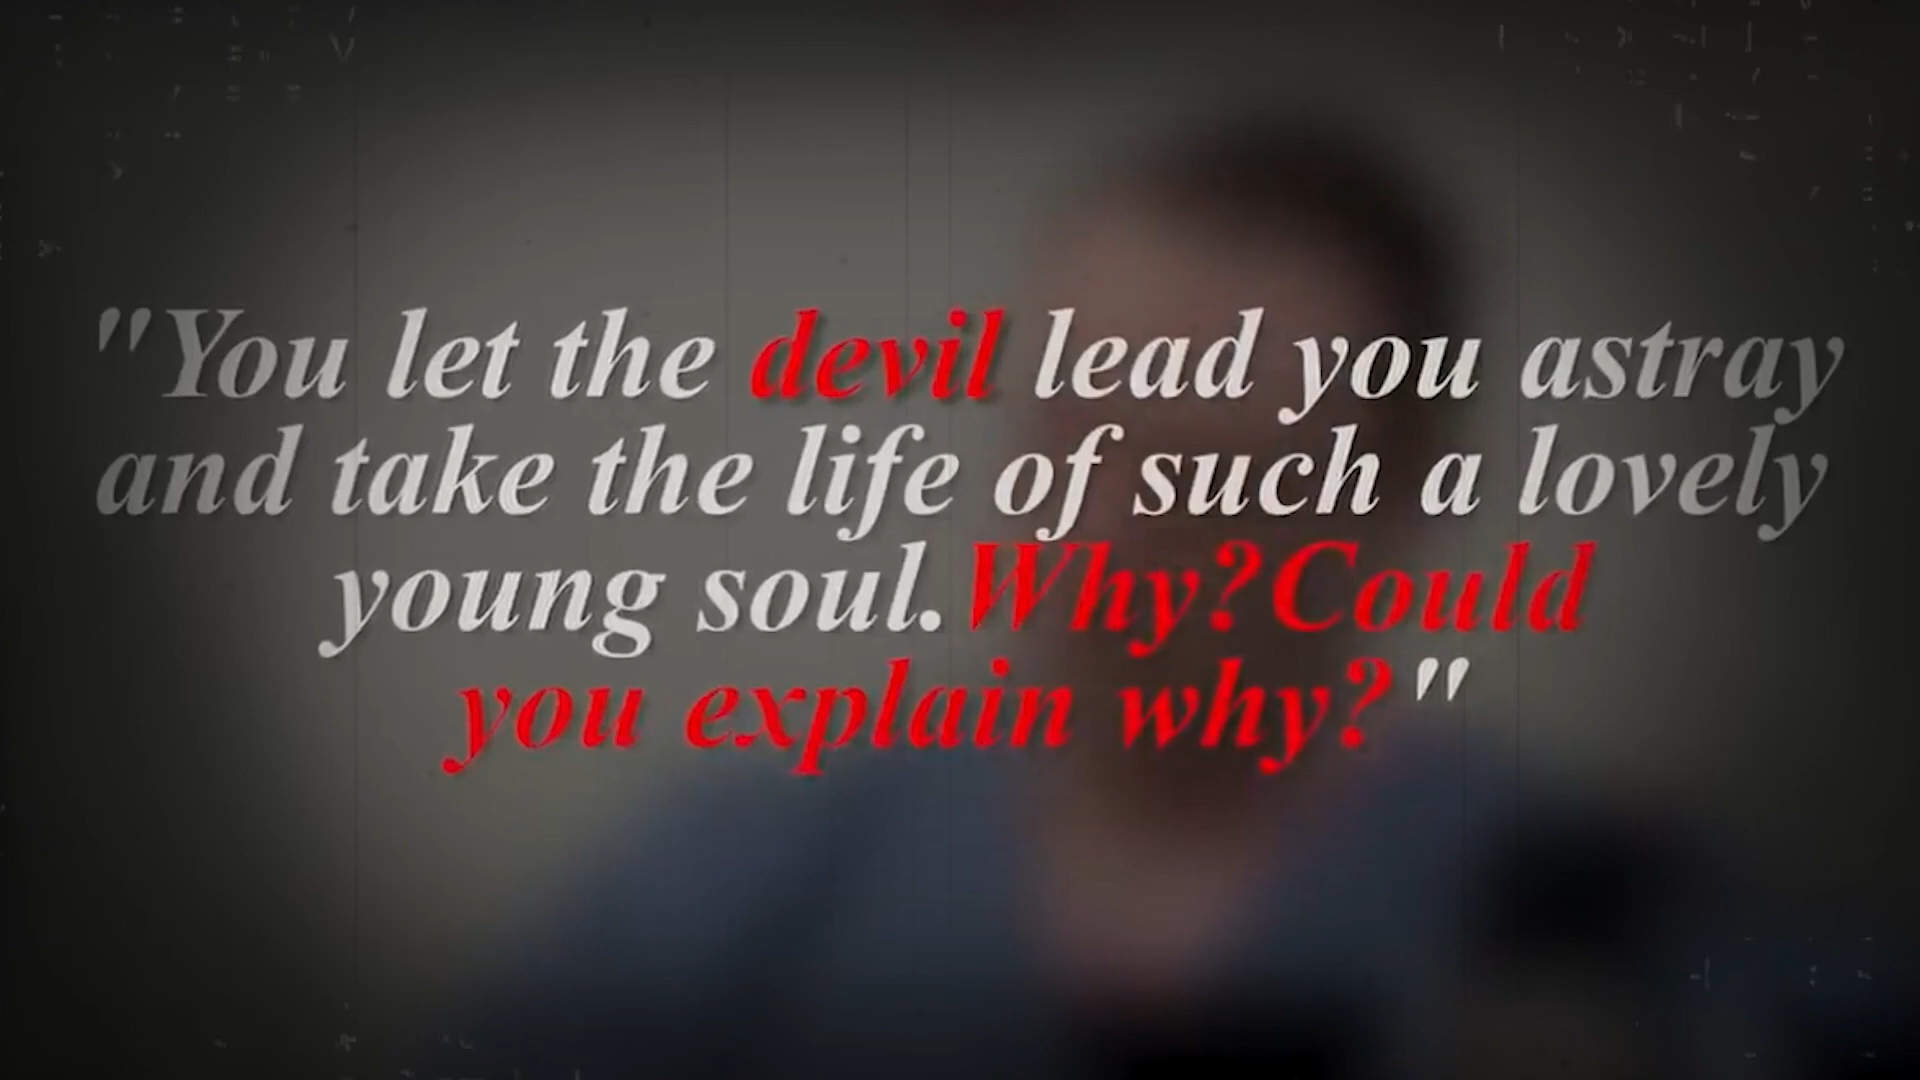 "You let the devil lead you astray
and take the life of such a lovely
young soul. Why?Could
you explain why?"